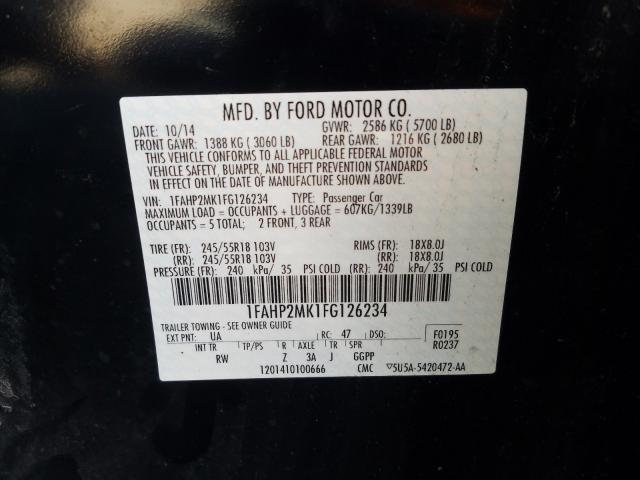 MFD. BY FORD MOTOR CO.
DATE: 10/14 GVWR: 2586 KG ( 5700 LB)
FRONT GAWR: 1388 KG ( 3060 LB) REAR GAWR: 1216 KG ( 2680 LB)
THIS VEHICLE CONFORMS TO ALL APPLICABLE FEDERAL MOTOR
VEHICLE SAFETY, BUMPER, AND THEFT PREVENTION STANDARDS
IN EFFECT ON THE DATE OF MANUFACTURE SHOWN ABOVE.
VIN: 1FAHP2MK1FG126234 TYPE: Passenger Car
MAXIMUM LOAD = OCCUPANTS + LUGGAGE = 607KG/1339LB
OCCUPANTS = 5 TOTAL; 2 FRONT, 3 REAR
TIRE (FR): 245/55R18 103V RIMS (FR): 18X8.0J
(RR): 245/55R18 103V (RR): 18X8.0J
PRESSURE (FR): 240 kPa/ 35 PSI COLD (RR): 240 kPa/ 35 PSI COLD
1FAHP2MK1FG126234
TRAILER TOWING - SEE OWNER GUIDE
EXT PNT: UA RC: 47 DSO: F0195
R0237
INT TR TP/PS R AXLE TR SPR
RW Z 3A J GGPP
1201410100666 CMC ▽5U5A-5420472-AA